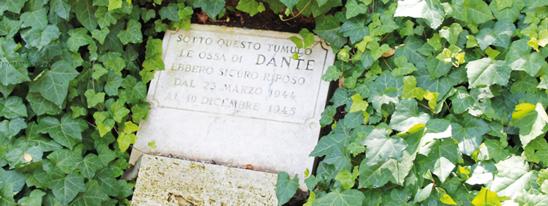 SOTTO QUESTO TUMULO
LE OSSA DI DANTE
EBBERO SICURO RIPOSO
DAL 23 MARZO 1944
AL 19 DICEMBRE 1945